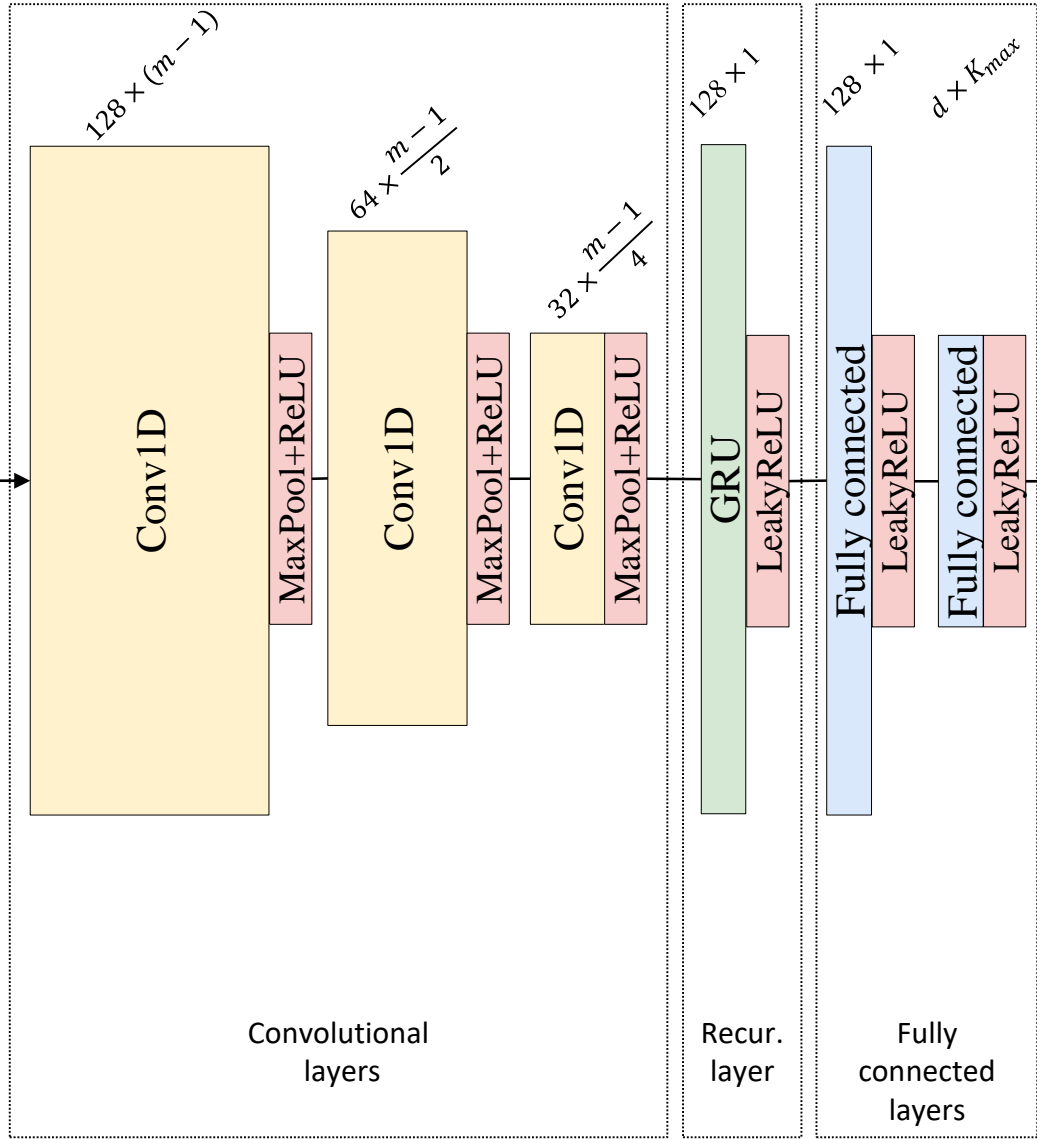 128 × (m − 1)
Conv1D
MaxPool+ReLU
64 × m − 1 / 2
Conv1D
MaxPool+ReLU
32 × m − 1 / 4
Conv1D
MaxPool+ReLU
Convolutional
layers
128 × 1
GRU
LeakyReLU
Recur.
layer
128 × 1
Fully connected
LeakyReLU
d × K_max
Fully connected
LeakyReLU
Fully
connected
layers